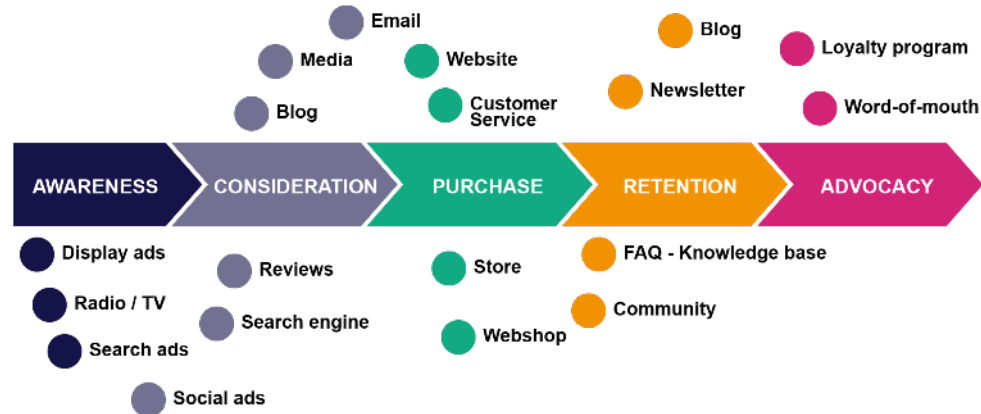 Email
Blog
Media
Website
Loyalty program
Newsletter
Customer
Service
Blog
Word-of-mouth
AWARENESS
CONSIDERATION
PURCHASE
RETENTION
ADVOCACY
Display ads
FAQ - Knowledge base
Reviews
Store
Radio / TV
Community
Search engine
Webshop
Search ads
Social ads